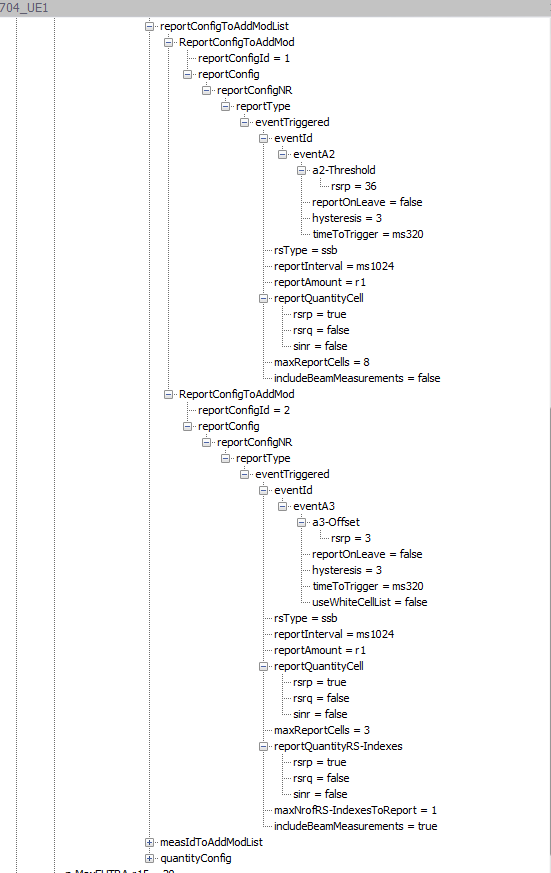 704_UE1
reportConfigToAddModList
ReportConfigToAddMod
reportConfigId = 1
reportConfig
reportConfigNR
reportType
eventTriggered
eventId
eventA2
a2-Threshold
rsrp = 36
reportOnLeave = false
hysteresis = 3
timeToTrigger = ms320
rsType = ssb
reportInterval = ms1024
reportAmount = r1
reportQuantityCell
rsrp = true
rsrq = false
sinr = false
maxReportCells = 8
includeBeamMeasurements = false
ReportConfigToAddMod
reportConfigId = 2
reportConfig
reportConfigNR
reportType
eventTriggered
eventId
eventA3
a3-Offset
rsrp = 3
reportOnLeave = false
hysteresis = 3
timeToTrigger = ms320
useWhiteCellList = false
rsType = ssb
reportInterval = ms1024
reportAmount = r1
reportQuantityCell
rsrp = true
rsrq = false
sinr = false
maxReportCells = 3
reportQuantityRS-Indexes
rsrp = true
rsrq = false
sinr = false
maxNrofRS-IndexesToReport = 1
includeBeamMeasurements = true
measIdToAddModList
quantityConfig